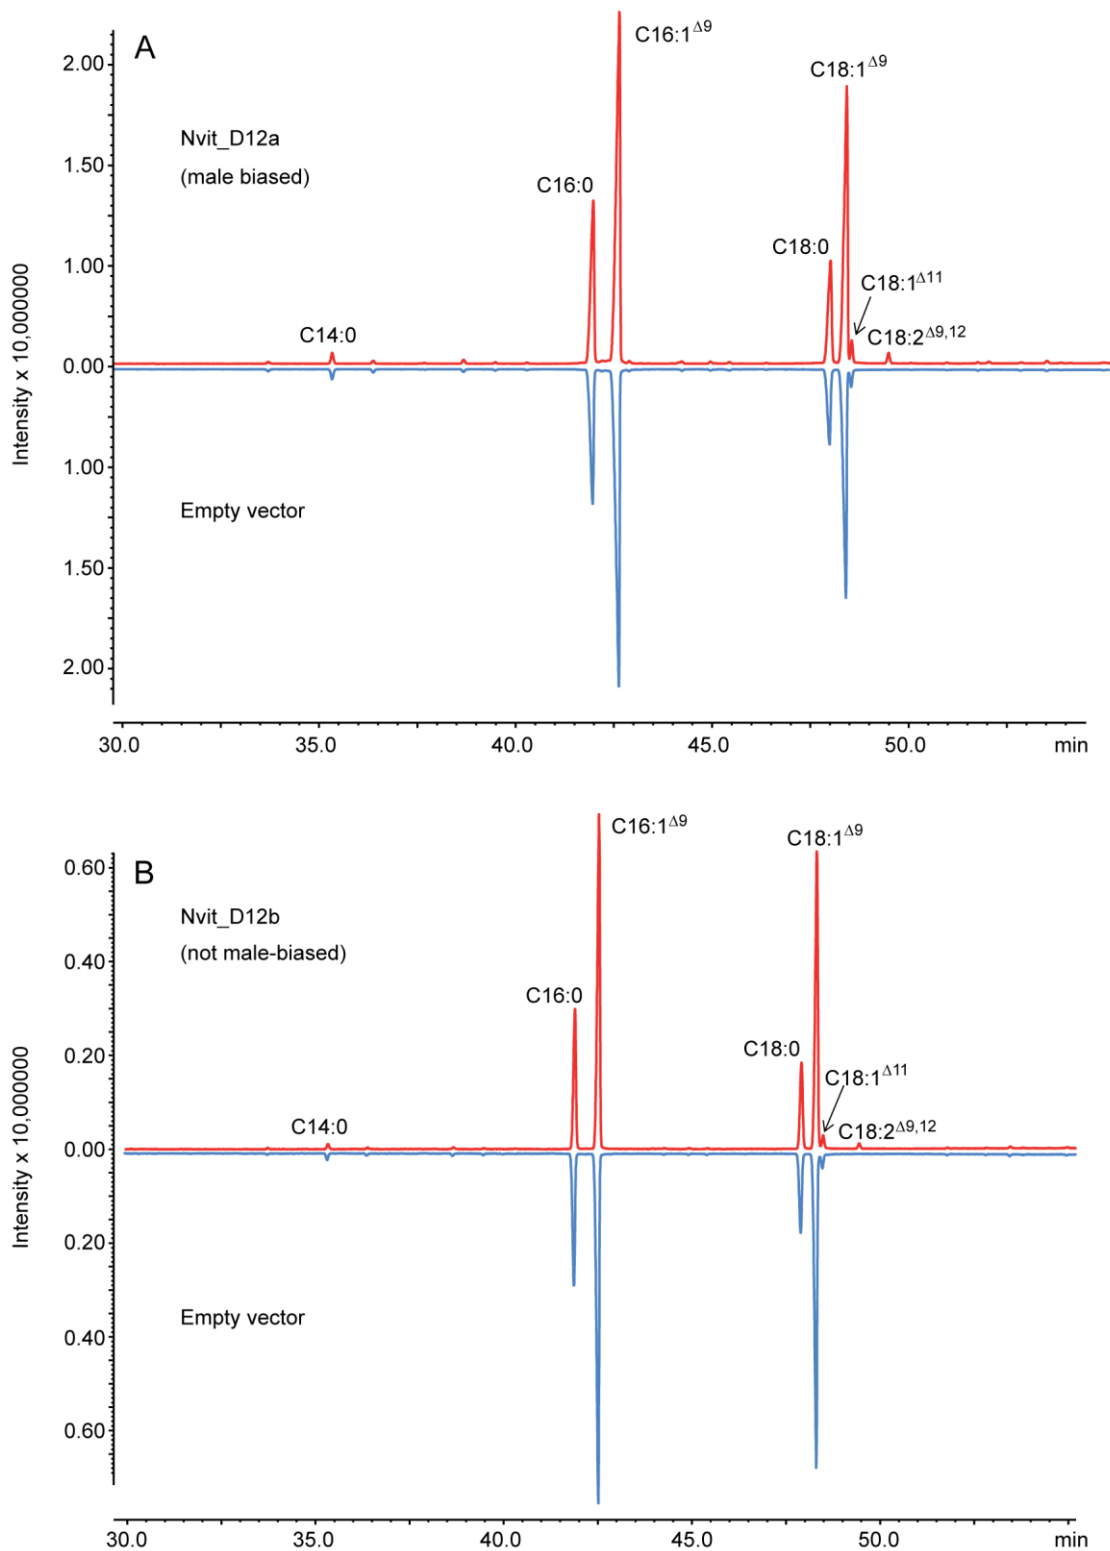 A
C16:1Δ9
2.00
C18:1Δ9
Nvit_D12a
(male biased)
1.50
C16:0
C18:0
1.00
C18:1Δ11
C14:0
C18:2Δ9,12
0.00
Intensity x 10,000000
1.00
Empty vector
1.50
2.00
30.0 35.0 40.0 45.0 50.0 min
B
C16:1Δ9
C18:1Δ9
0.60
Nvit_D12b
(not male-biased)
0.40
C16:0
0.20
C18:0
C18:1Δ11
C14:0
C18:2Δ9,12
0.00
Intensity x 10,000000
0.20
Empty vector
0.40
0.60
30.0 35.0 40.0 45.0 50.0 min